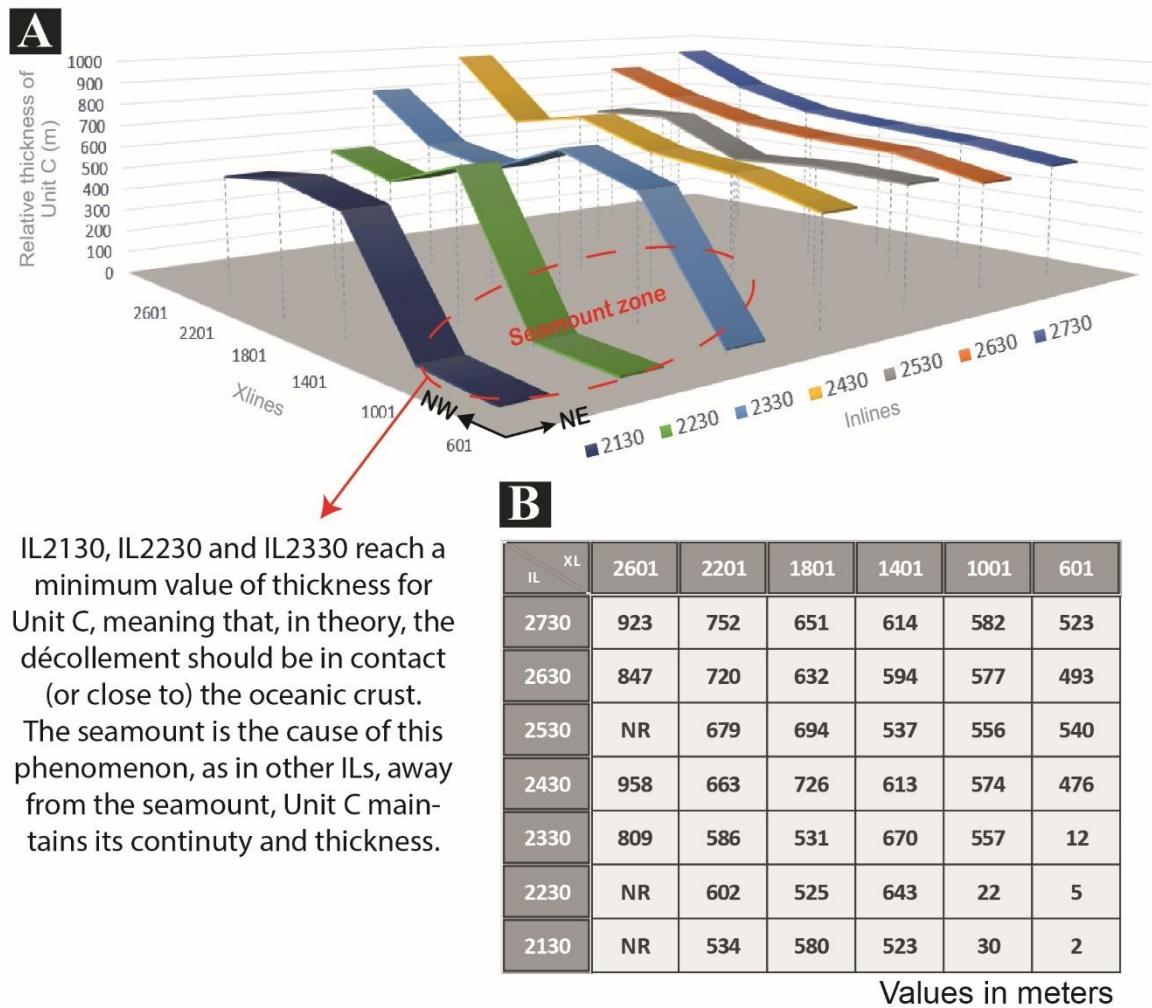 A
Relative thickness of
Unit C (m)
1000
900
800
700
600
500
400
300
200
100
0
2601
2201
1801
1401
1001
601
Xlines
NW
NE
Seamount zone
2130
2230
2330
2430
2530
2630
2730
Inlines
IL2130, IL2230 and IL2330 reach a
minimum value of thickness for
Unit C, meaning that, in theory, the
décollement should be in contact
(or close to) the oceanic crust.
The seamount is the cause of this
phenomenon, as in other ILs, away
from the seamount, Unit C main-
tains its continuty and thickness.
B
IL XL 2601 2201 1801 1401 1001 601
2730 923 752 651 614 582 523
2630 847 720 632 594 577 493
2530 NR 679 694 537 556 540
2430 958 663 726 613 574 476
2330 809 586 531 670 557 12
2230 NR 602 525 643 22 5
2130 NR 534 580 523 30 2
Values in meters